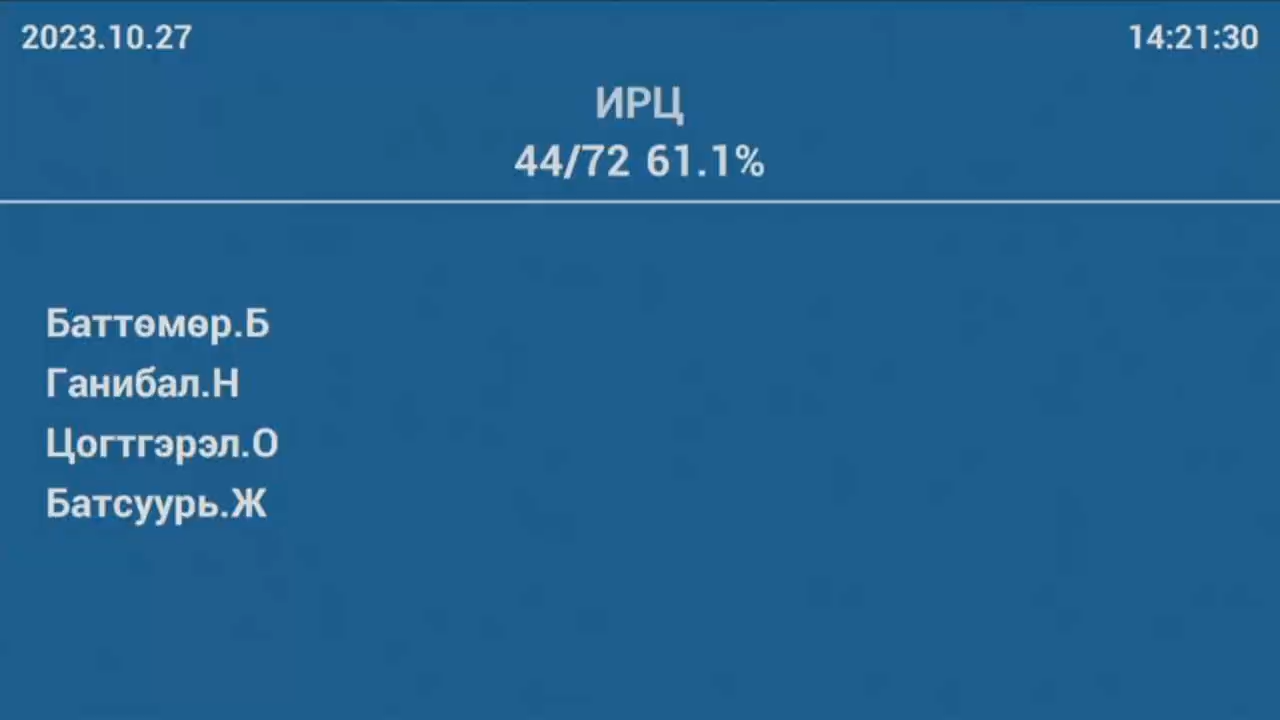 2023.10.27 14:21:30
ИРЦ
44/72 61.1%
Баттөмөр.Б
Ганибал.Н
Цогтгэрэл.О
Батсуурь.Ж